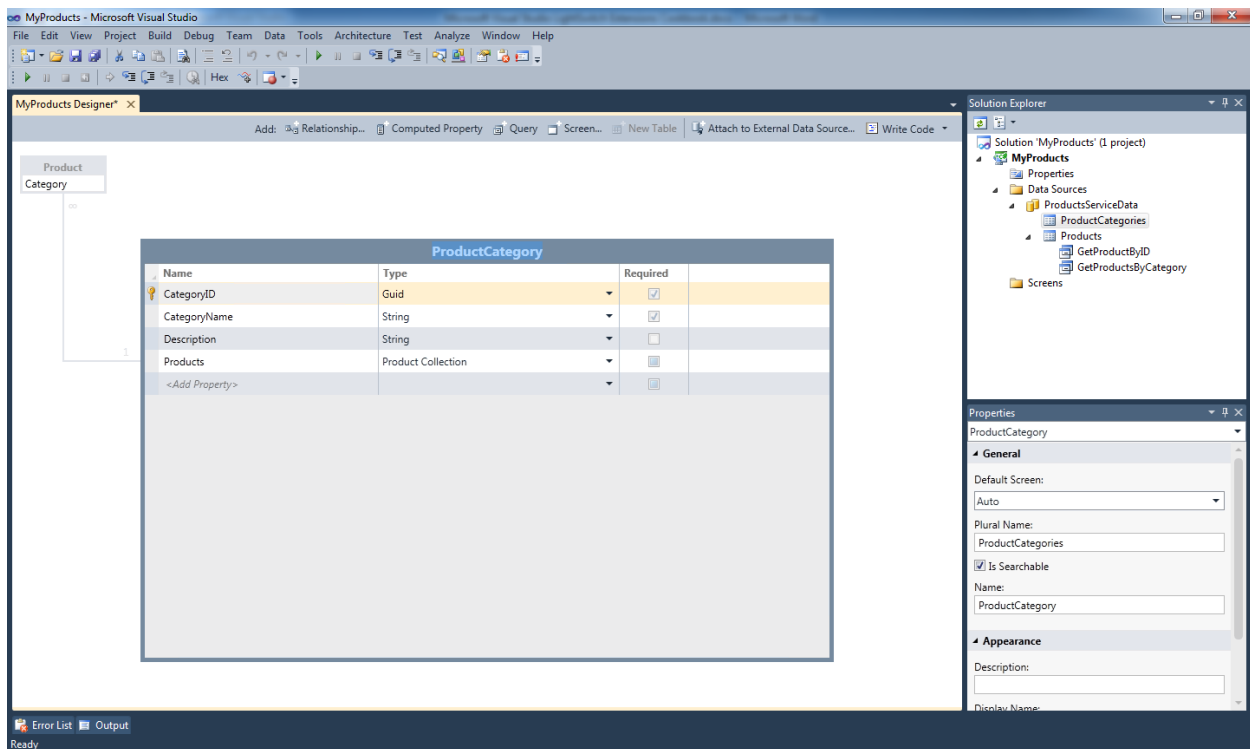 MyProducts - Microsoft Visual Studio
File Edit View Project Build Debug Team Data Tools Architecture Test Analyze Window Help
Hex
MyProducts Designer*
Add: Relationship... Computed Property Query Screen... New Table Attach to External Data Source... Write Code
Product
Category
∞
1
ProductCategory
Name Type Required
CategoryID Guid
CategoryName String
Description String
Products Product Collection
<Add Property>
Solution Explorer
Solution 'MyProducts' (1 project)
MyProducts
Properties
Data Sources
ProductsServiceData
ProductCategories
Products
GetProductByID
GetProductsByCategory
Screens
Properties
ProductCategory
General
Default Screen:
Auto
Plural Name:
ProductCategories
Is Searchable
Name:
ProductCategory
Appearance
Description:
Display Name:
Error List Output
Ready